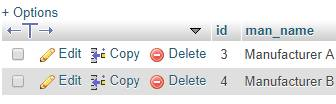 + Options
id man_name
Edit Copy Delete 3 Manufacturer A
Edit Copy Delete 4 Manufacturer B